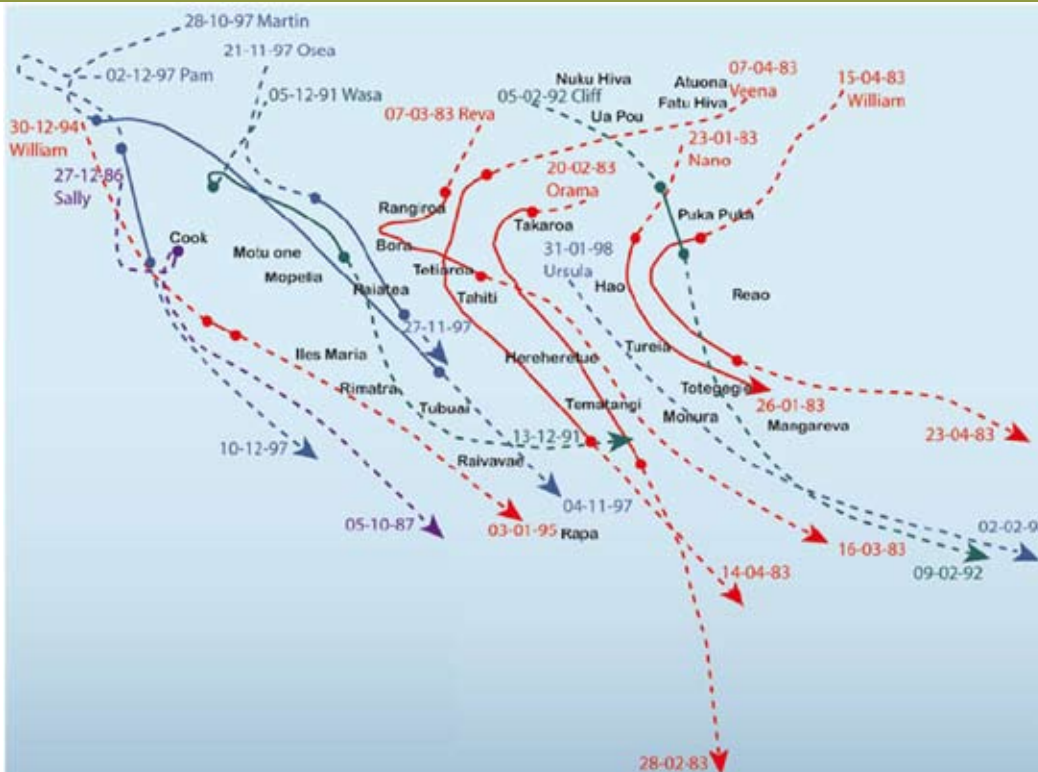 28-10-97 Martin
21-11-97 Osea
02-12-97 Pam
05-12-91 Wasa
30-12-94
William
27-12-86
Sally
07-03-83 Reva
05-02-92 Cliff
Nuku Hiva
Ua Pou
Atuona
Fatu Hiva
07-04-83
Veena
15-04-83
William
23-01-83
Nano
20-02-83
Orama
Rangiroa
Takaroa
Puka Puka
Cook
Motu one
Mopelia
Bora
Raiatea
Tetiaroa
Tahiti
31-01-98
Ursula
Hao
Reao
27-11-97
Iles Maria
Rimatra
Tubuai
Hereheretue
Tureia
Tematangi
Totegegie
Monura
Mangareva
26-01-83
23-04-83
10-12-97
13-12-91
Raivavae
04-11-97
05-10-87
03-01-95
Rapa
14-04-83
16-03-83
09-02-92
02-02-9
28-02-83